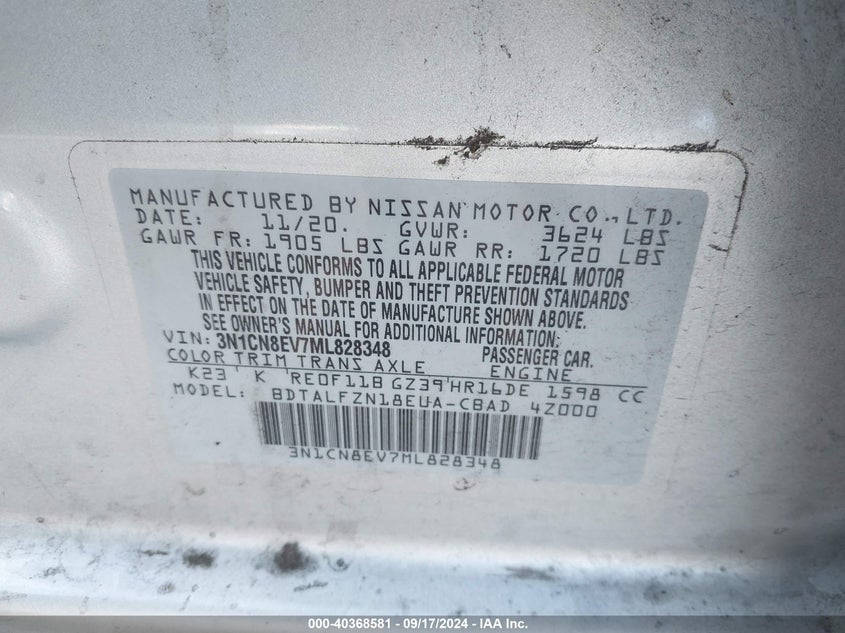 MANUFACTURED BY NISSAN MOTOR CO., LTD.
DATE: 11/20. GVWR: 3624 LBS
GAWR FR: 1905 LBS GAWR RR: 1720 LBS
THIS VEHICLE CONFORMS TO ALL APPLICABLE FEDERAL MOTOR
VEHICLE SAFETY, BUMPER AND THEFT PREVENTION STANDARDS
IN EFFECT ON THE DATE OF MANUFACTURE SHOWN ABOVE.
SEE OWNER'S MANUAL FOR ADDITIONAL INFORMATION.
VIN: 3N1CN8EV7ML828348 PASSENGER CAR.
COLOR TRIM TRANS AXLE ENGINE
K23 K RE0F11B GZ39 HR16DE 1598 CC
MODEL: BDTALFZN18EUA-CBAD 4Z000
3N1CN8EV7ML828348
000-40368581 - 09/17/2024 - IAA Inc.